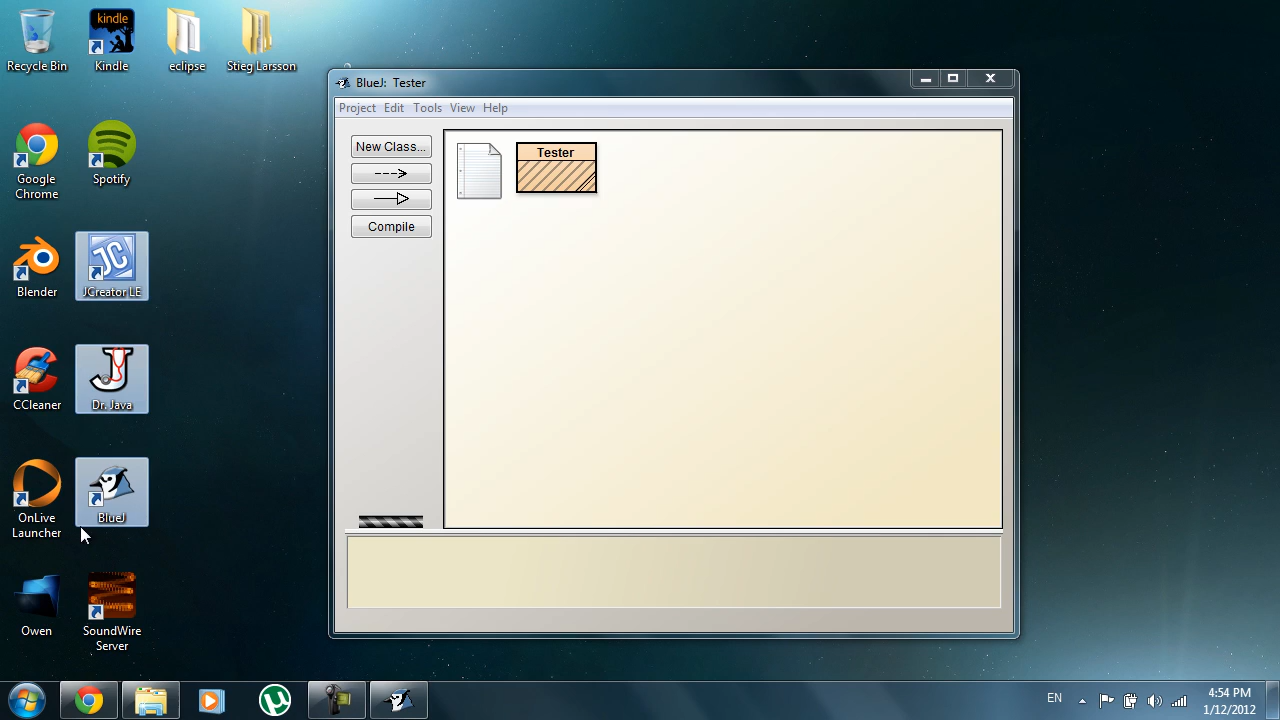 Recycle Bin
kindle
Kindle
eclipse
Stieg Larsson
Google
Chrome
Spotify
Blender
JC
JCreator LE
CCleaner
J
Dr. Java
OnLive
Launcher
BlueJ
Owen
SoundWire
Server
BlueJ: Tester
Project Edit Tools View Help
New Class...
Compile
Tester
EN
4:54 PM
1/12/2012